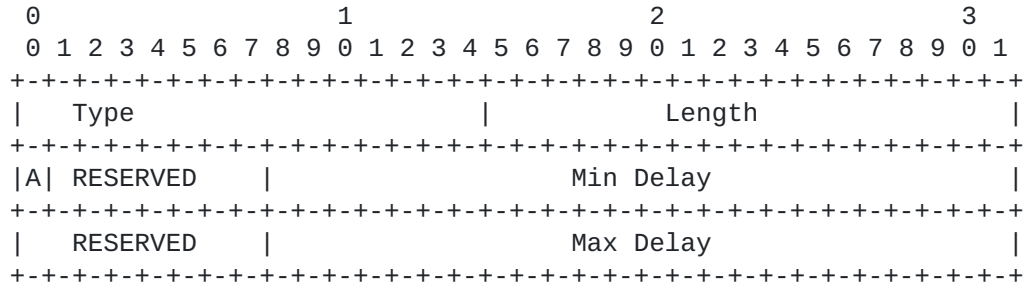 0                   1                   2                   3
 0 1 2 3 4 5 6 7 8 9 0 1 2 3 4 5 6 7 8 9 0 1 2 3 4 5 6 7 8 9 0 1
+-+-+-+-+-+-+-+-+-+-+-+-+-+-+-+-+-+-+-+-+-+-+-+-+-+-+-+-+-+-+-+-+
|   Type                      |           Length                |
+-+-+-+-+-+-+-+-+-+-+-+-+-+-+-+-+-+-+-+-+-+-+-+-+-+-+-+-+-+-+-+-+
|A| RESERVED    |                   Min Delay                   |
+-+-+-+-+-+-+-+-+-+-+-+-+-+-+-+-+-+-+-+-+-+-+-+-+-+-+-+-+-+-+-+-+
|   RESERVED    |                   Max Delay                   |
+-+-+-+-+-+-+-+-+-+-+-+-+-+-+-+-+-+-+-+-+-+-+-+-+-+-+-+-+-+-+-+-+